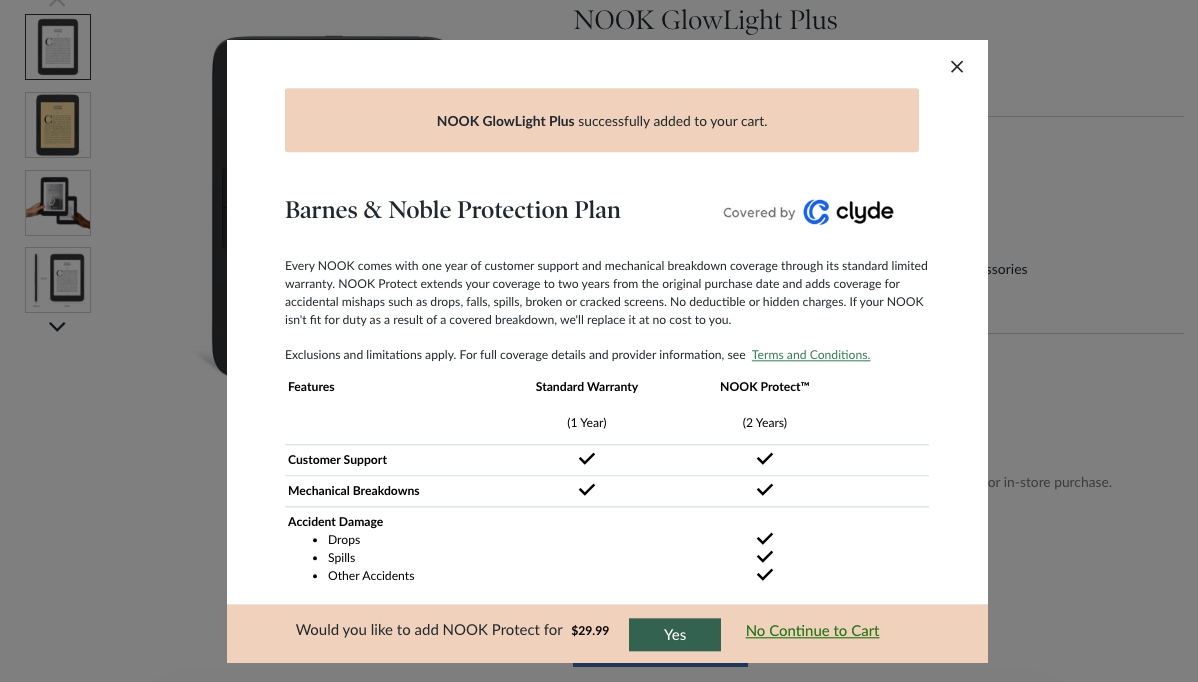 NOOK GlowLight Plus
NOOK GlowLight Plus successfully added to your cart.
Barnes & Noble Protection Plan
Covered by clyde
Every NOOK comes with one year of customer support and mechanical breakdown coverage through its standard limited
warranty. NOOK Protect extends your coverage to two years from the original purchase date and adds coverage for
accidental mishaps such as drops, falls, spills, broken or cracked screens. No deductible or hidden charges. If your NOOK
isn't fit for duty as a result of a covered breakdown, we'll replace it at no cost to you.
ssories
Exclusions and limitations apply. For full coverage details and provider information, see Terms and Conditions.
Features Standard Warranty NOOK Protect™
(1 Year) (2 Years)
Customer Support
or in-store purchase.
Mechanical Breakdowns
Accident Damage
• Drops
• Spills
• Other Accidents
Would you like to add NOOK Protect for $29.99 Yes No Continue to Cart